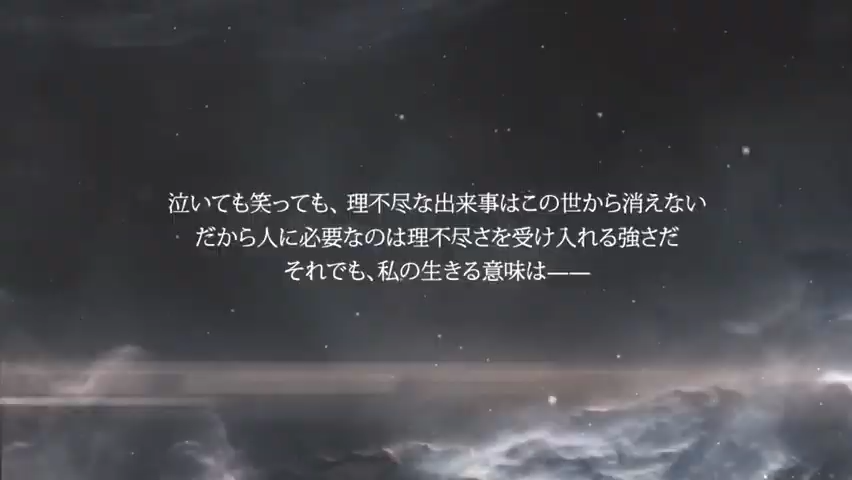 泣いても笑っても、理不尽な出来事はこの世から消えない
だから人に必要なのは理不尽さを受け入れる強さだ
それでも、私の生きる意味は——